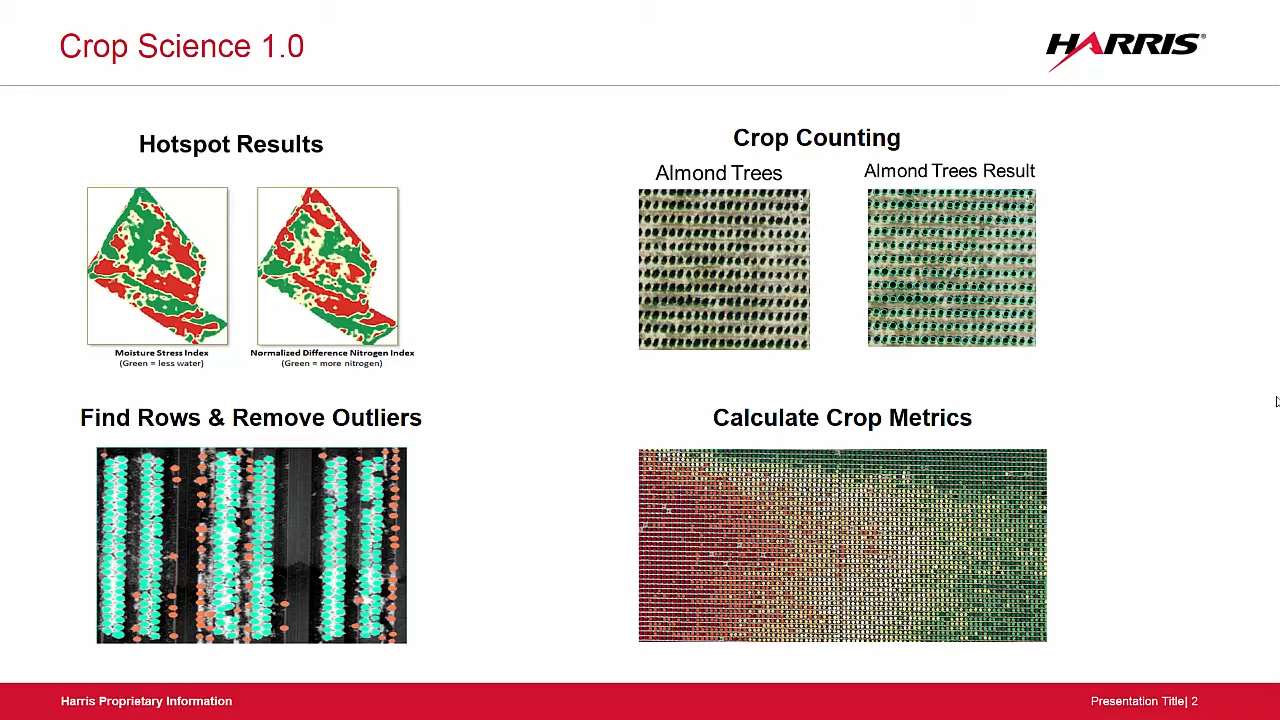 Crop Science 1.0
HARRIS®
Hotspot Results
Moisture Stress Index
(Green = less water)
Normalized Difference Nitrogen Index
(Green = more nitrogen)
Crop Counting
Almond Trees
Almond Trees Result
Find Rows & Remove Outliers
Calculate Crop Metrics
Harris Proprietary Information
Presentation Title| 2